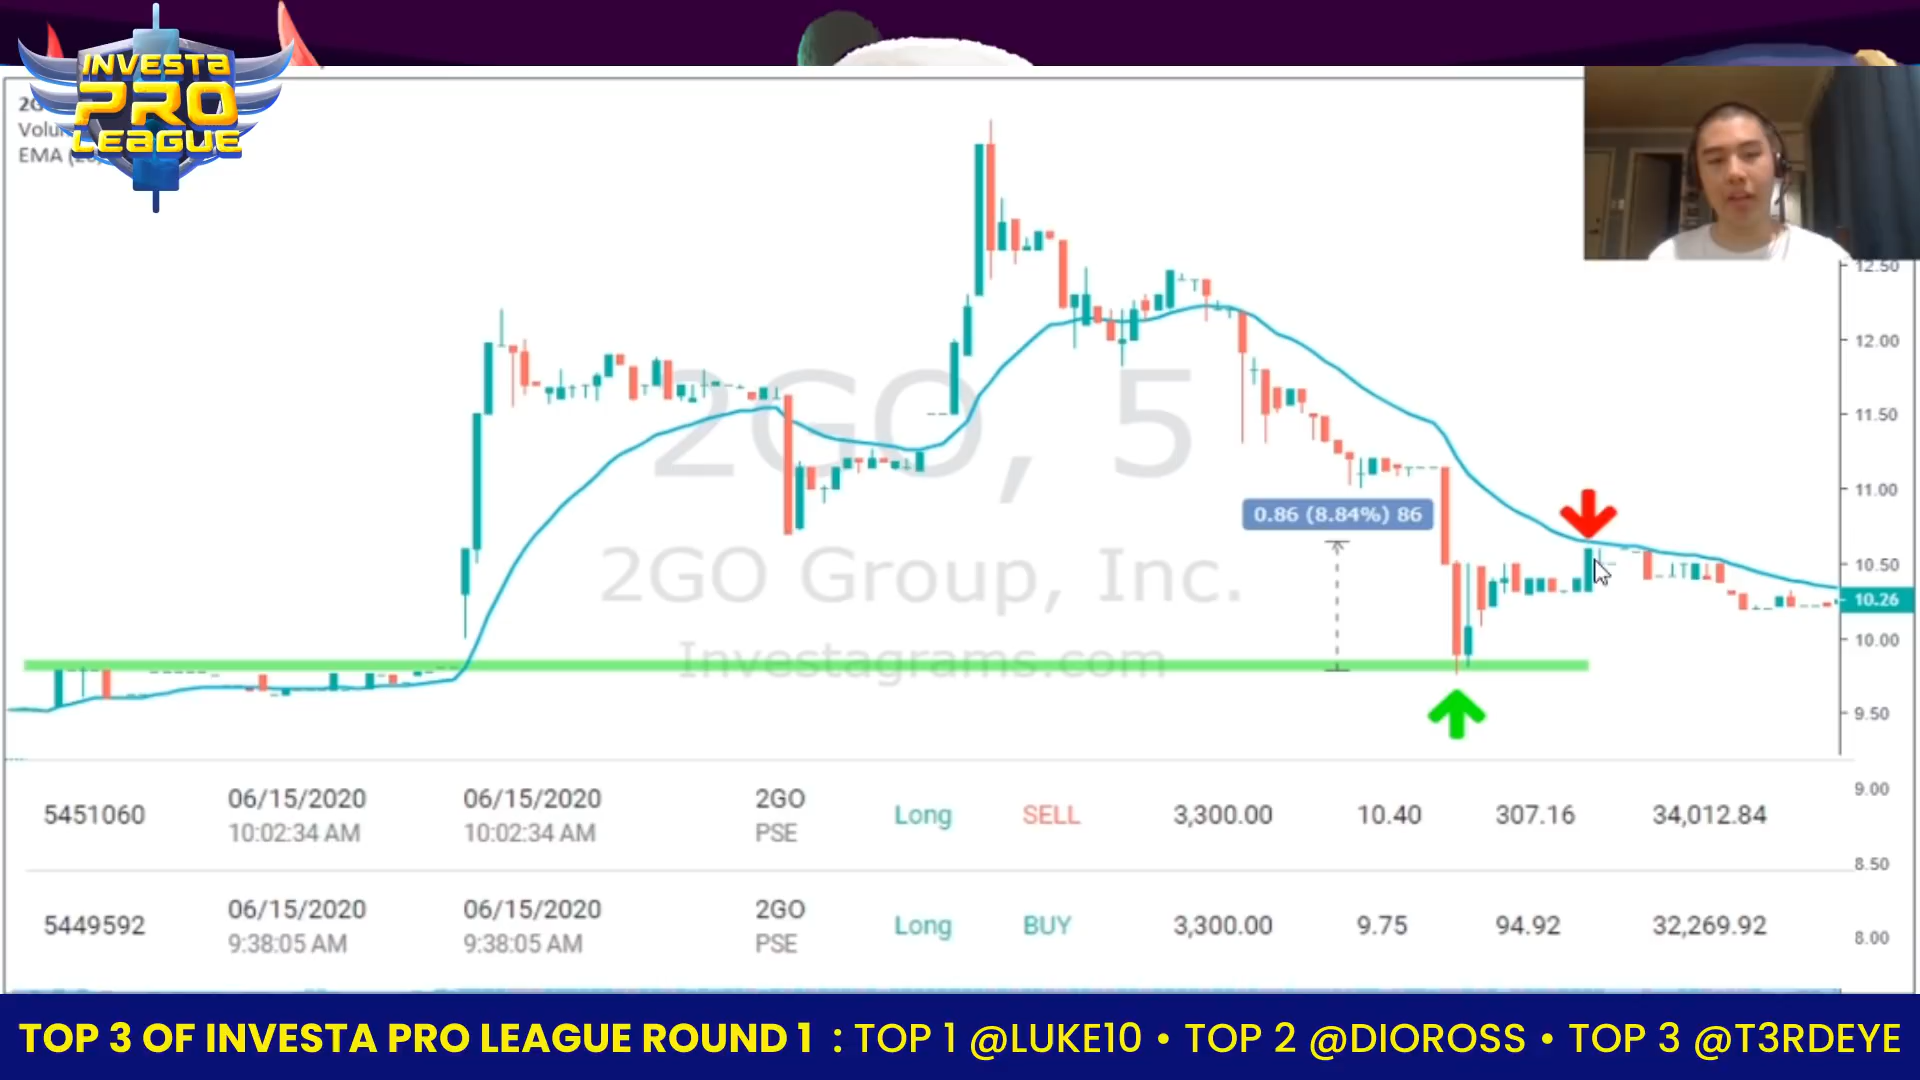 INVESTA
PRO
LEAGUE
2G
Volu
EMA (
2GO, 5
2GO Group, Inc.
Investagrams.com
0.86 (8.84%) 86
12.50
12.00
11.50
11.00
10.50
10.26
10.00
9.50
9.00
8.50
8.00
5451060 06/15/2020 06/15/2020 2GO Long SELL 3,300.00 10.40 307.16 34,012.84
10:02:34 AM 10:02:34 AM PSE
5449592 06/15/2020 06/15/2020 2GO Long BUY 3,300.00 9.75 94.92 32,269.92
9:38:05 AM 9:38:05 AM PSE
TOP 3 OF INVESTA PRO LEAGUE ROUND 1 : TOP 1 @LUKE10 • TOP 2 @DIOROSS • TOP 3 @T3RDEYE